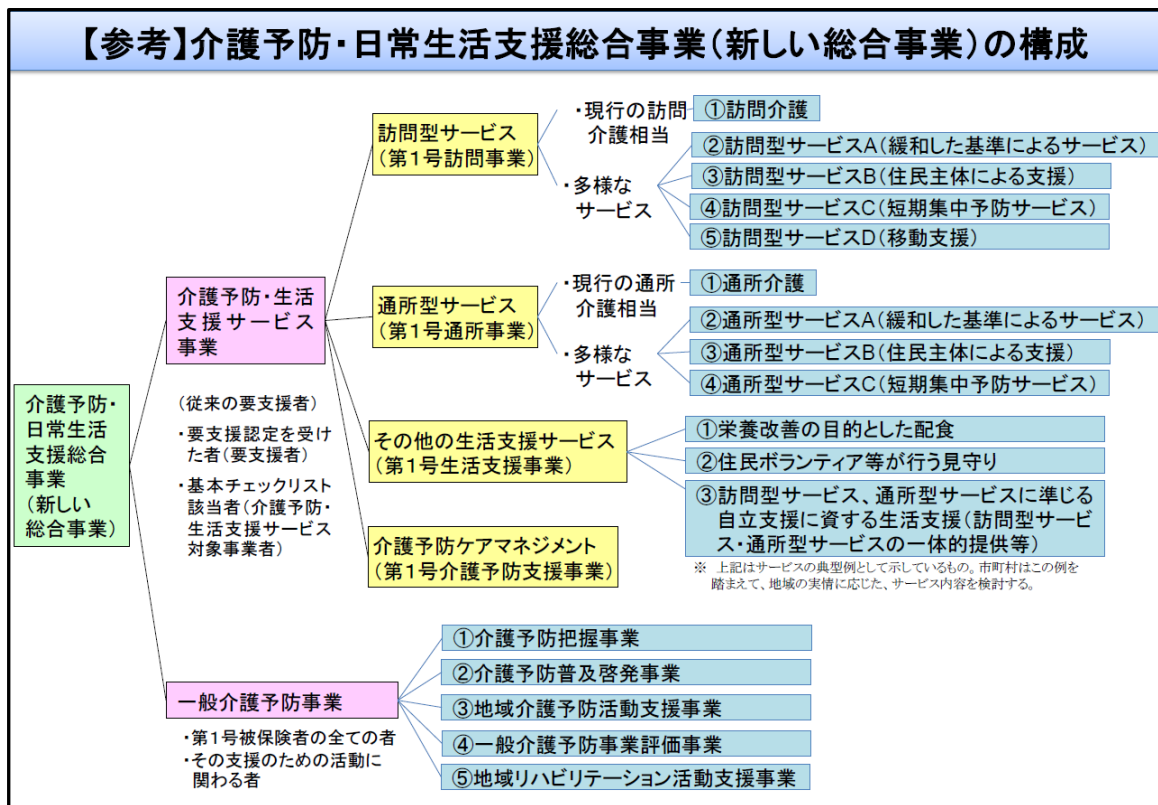 【参考】介護予防・日常生活支援総合事業(新しい総合事業)の構成
介護予防・
日常生活
支援総合
事業
(新しい
総合事業)
介護予防・生活
支援サービス
事業
(従来の要支援者)
・要支援認定を受け
た者(要支援者)
・基本チェックリスト
該当者(介護予防・
生活支援サービス
対象事業者)
訪問型サービス
(第1号訪問事業)
・現行の訪問
介護相当
①訪問介護
・多様な
サービス
②訪問型サービスA(緩和した基準によるサービス)
③訪問型サービスB(住民主体による支援)
④訪問型サービスC(短期集中予防サービス)
⑤訪問型サービスD(移動支援)
通所型サービス
(第1号通所事業)
・現行の通所
介護相当
①通所介護
・多様な
サービス
②通所型サービスA(緩和した基準によるサービス)
③通所型サービスB(住民主体による支援)
④通所型サービスC(短期集中予防サービス)
その他の生活支援サービス
(第1号生活支援事業)
①栄養改善の目的とした配食
②住民ボランティア等が行う見守り
③訪問型サービス、通所型サービスに準じる
自立支援に資する生活支援(訪問型サービ
ス・通所型サービスの一体的提供等)
※ 上記はサービスの典型例として示しているもの。市町村はこの例を
踏まえて、地域の実情に応じた、サービス内容を検討する。
介護予防ケアマネジメント
(第1号介護予防支援事業)
一般介護予防事業
・第1号被保険者の全ての者
・その支援のための活動に
関わる者
①介護予防把握事業
②介護予防普及啓発事業
③地域介護予防活動支援事業
④一般介護予防事業評価事業
⑤地域リハビリテーション活動支援事業